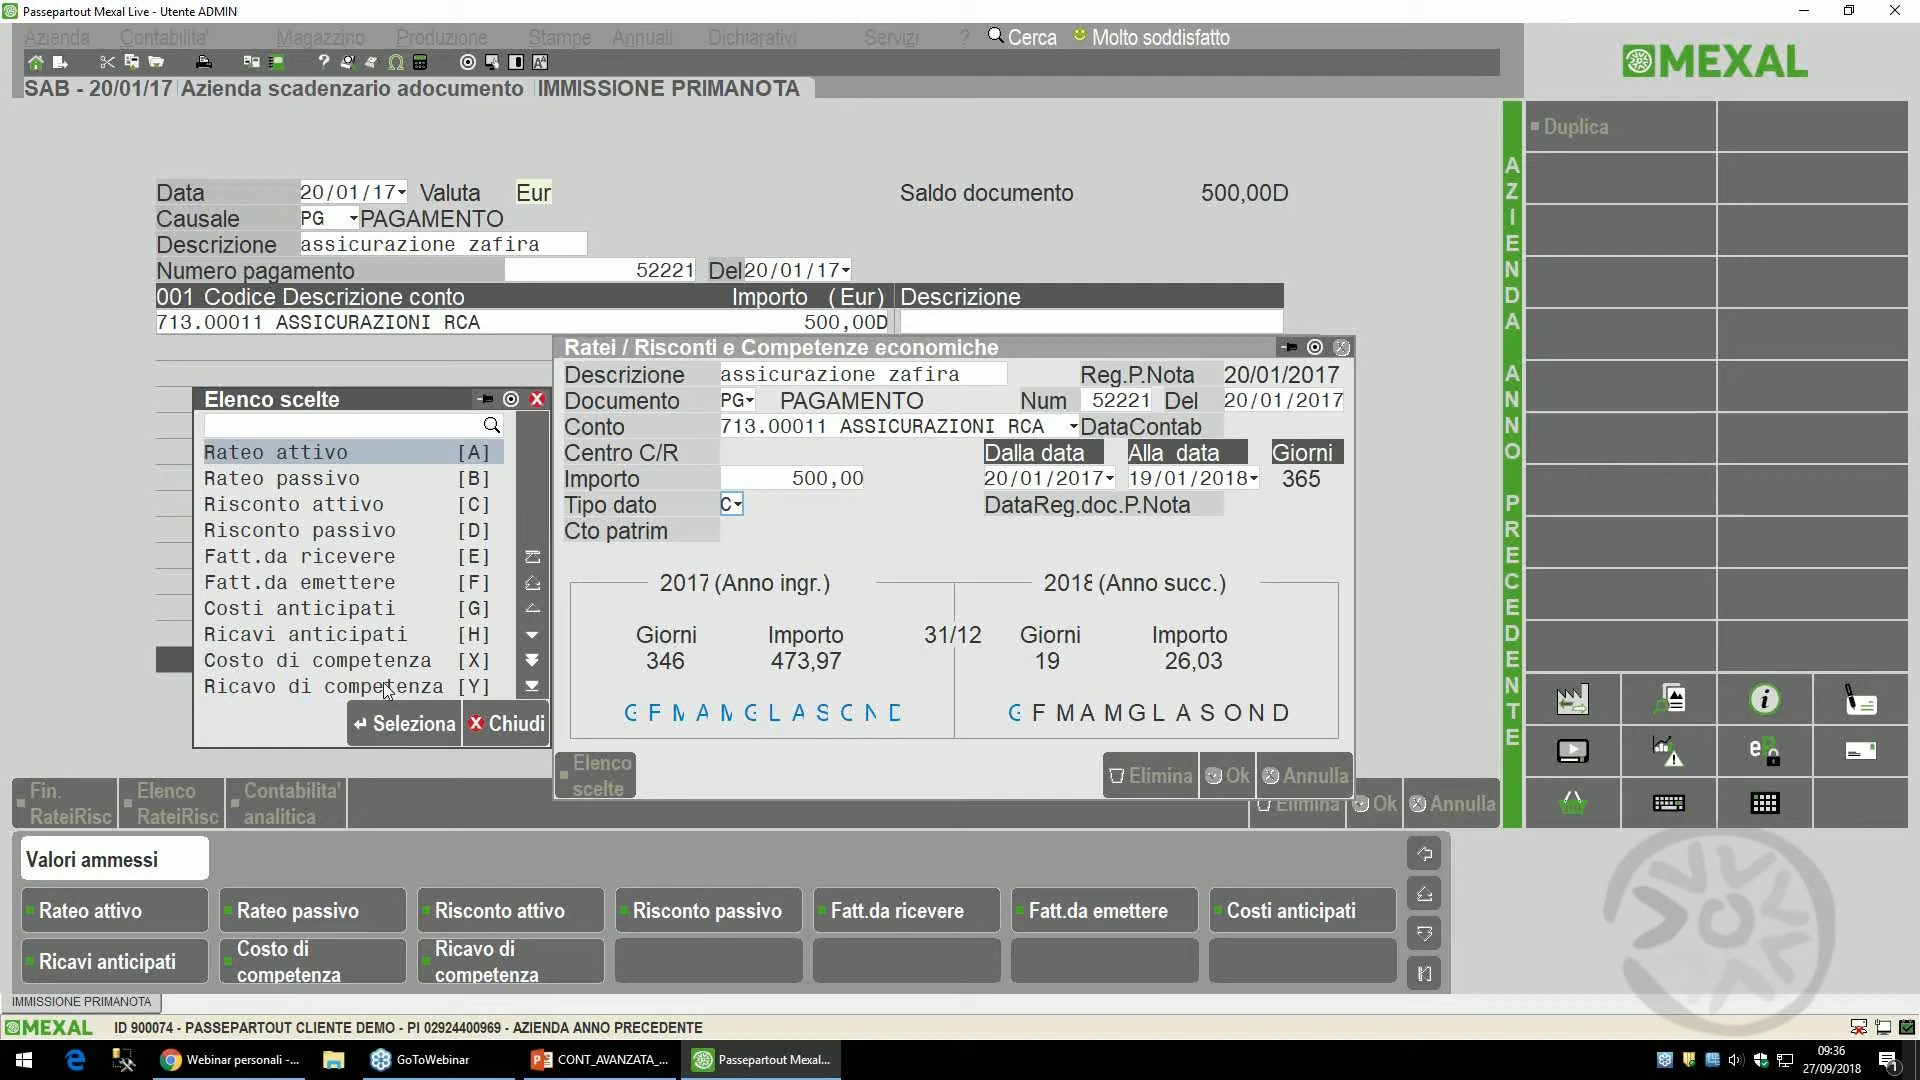 Passepartout Mexal Live - Utente ADMIN
Azienda Contabilita' Magazzino Produzione Stampe Annuali Dichiarativi Servizi ? Cerca Molto soddisfatto
MEXAL
SAB - 20/01/17 Azienda scadenzario adocumento IMMISSIONE PRIMANOTA
Duplica
AZIENDA ANNO PRECEDENTE
Data 20/01/17 Valuta Eur Saldo documento 500,00D
Causale PG PAGAMENTO
Descrizione assicurazione zafira
Numero pagamento 52221 Del 20/01/17
001 Codice Descrizione conto Importo (Eur) Descrizione
713.00011 ASSICURAZIONI RCA 500,00D
Ratei / Risconti e Competenze economiche
Descrizione assicurazione zafira Reg.P.Nota 20/01/2017
Documento PG PAGAMENTO Num 52221 Del 20/01/2017
Conto 713.00011 ASSICURAZIONI RCA DataContab
Centro C/R Dalla data Alla data Giorni
Importo 500,00 20/01/2017 19/01/2018 365
Tipo dato C DataReg.doc.P.Nota
Cto patrim
2017 (Anno ingr.) 2018 (Anno succ.)
Giorni Importo 31/12 Giorni Importo
346 473,97 19 26,03
G F M A M G L A S O N D G F M A M G L A S O N D
Elenco scelte
Elimina Ok Annulla
Elenco scelte
Rateo attivo [A]
Rateo passivo [B]
Risconto attivo [C]
Risconto passivo [D]
Fatt.da ricevere [E]
Fatt.da emettere [F]
Costi anticipati [G]
Ricavi anticipati [H]
Costo di competenza [X]
Ricavo di competenza [Y]
Seleziona Chiudi
Fin. RateiRisc Elenco RateiRisc Contabilita' analitica Elimina Ok Annulla
Valori ammessi
Rateo attivo Rateo passivo Risconto attivo Risconto passivo Fatt.da ricevere Fatt.da emettere Costi anticipati
Ricavi anticipati Costo di competenza Ricavo di competenza
IMMISSIONE PRIMANOTA
MEXAL ID 900074 - PASSEPARTOUT CLIENTE DEMO - PI 02924400969 - AZIENDA ANNO PRECEDENTE
Webinar personali -... GoToWebinar CONT_AVANZATA_... Passepartout Mexal... 09:36
27/09/2018